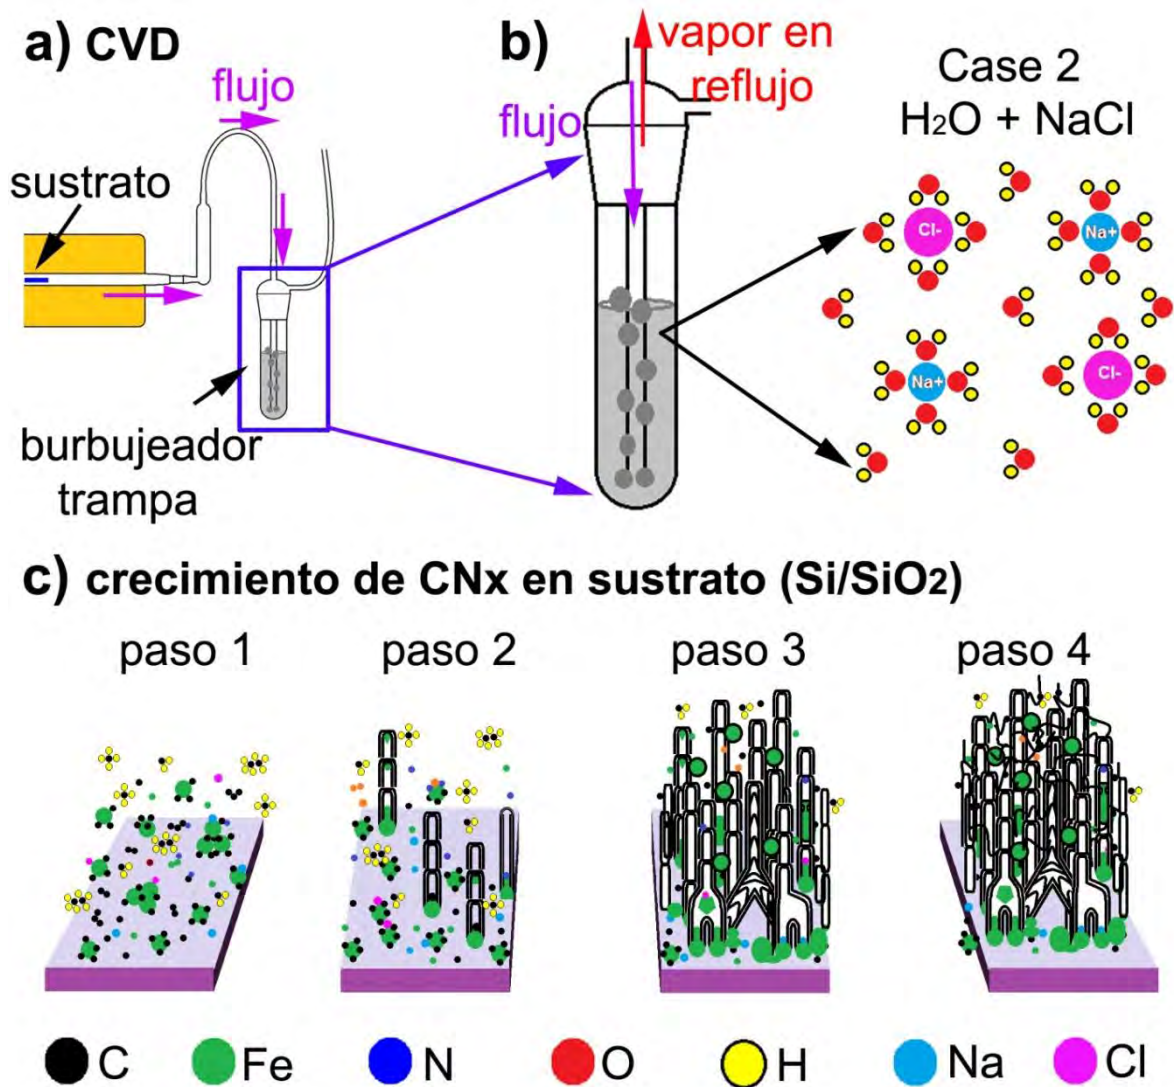 a) CVD
flujo
sustrato
burbujeador
trampa
b)
vapor en
reflujo
flujo
Case 2
H2O + NaCl
Cl-
Na+
Na+
Cl-
c) crecimiento de CNx en sustrato (Si/SiO2)
paso 1
paso 2
paso 3
paso 4
C
Fe
N
O
H
Na
Cl